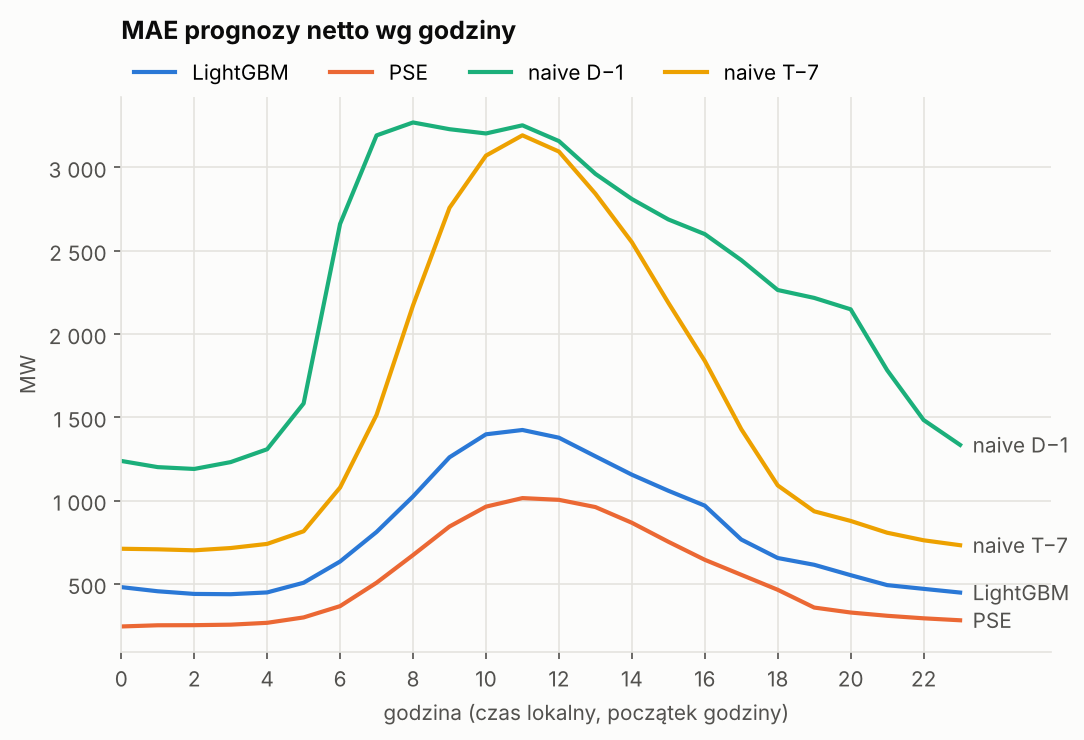 MAE prognozy netto wg godziny
LightGBM PSE naive D−1 naive T−7
3 000
2 500
2 000
1 500
1 000
500
MW
naive D−1
naive T−7
LightGBM
PSE
0 2 4 6 8 10 12 14 16 18 20 22
godzina (czas lokalny, początek godziny)